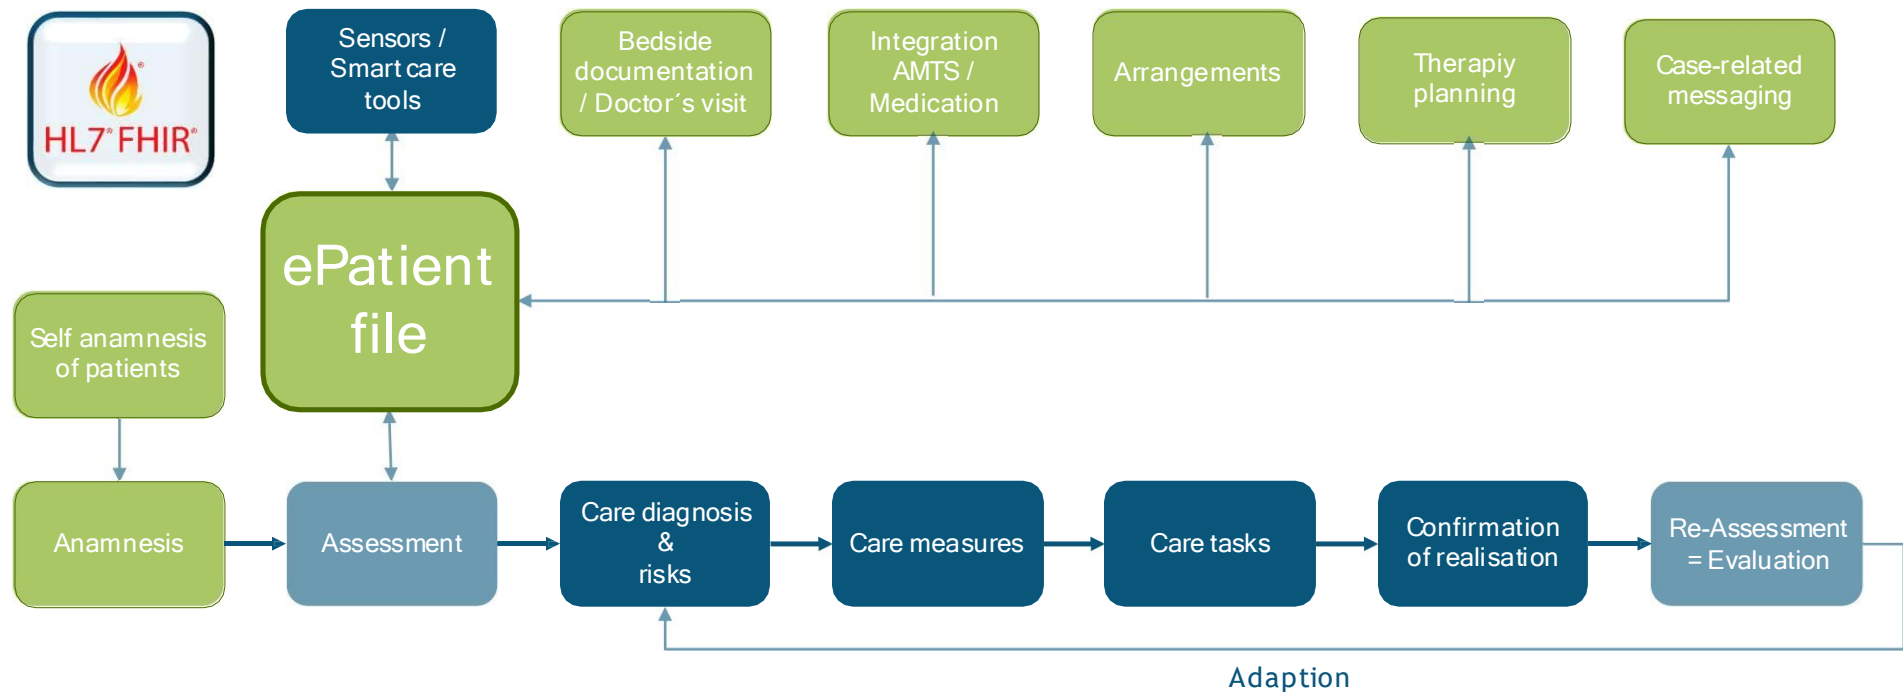 HL7® FHIR®
Sensors /
Smart care
tools
Bedside
documentation
/ Doctor´s visit
Integration
AMTS /
Medication
Arrangements
Therapiy
planning
Case-related
messaging
ePatient
file
Self anamnesis
of patients
Anamnesis
Assessment
Care diagnosis
&
risks
Care measures
Care tasks
Confirmation
of realisation
Re-Assessment
= Evaluation
Adaption